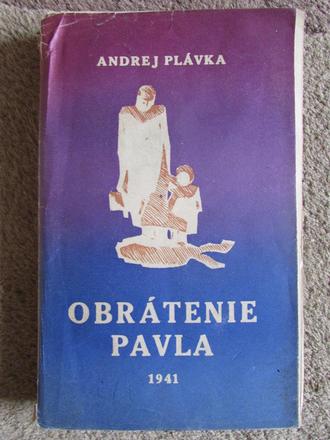 ANDREJ PLÁVKA
OBRÁTENIE
PAVLA
1941